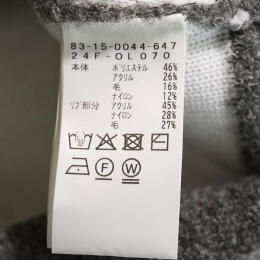 83-15-0044-647
24F-OL070
本体 ポリエステル 46%
アクリル 26%
毛 16%
ナイロン 12%
リブ部分 アクリル 45%
ナイロン 28%
毛 27%
F W